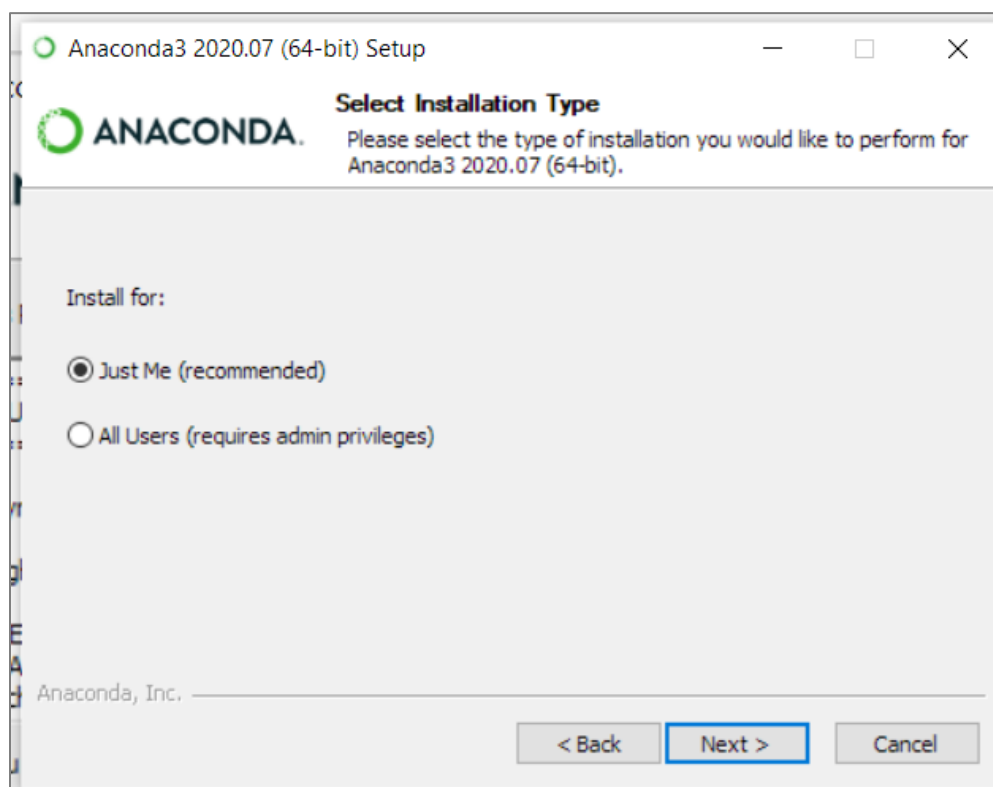 Anaconda3 2020.07 (64-bit) Setup
ANACONDA.
Select Installation Type
Please select the type of installation you would like to perform for
Anaconda3 2020.07 (64-bit).
Install for:
Just Me (recommended)
All Users (requires admin privileges)
Anaconda, Inc.
< Back
Next >
Cancel